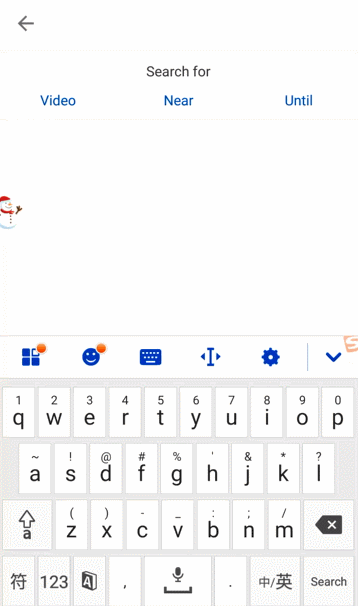 Search for
Video Near Until
1 2 3 4 5 6 7 8 9 0
q w e r t y u i o p
~ ! @ # % ' & * ?
a s d f g h j k l
( ) - _ : ; /
z x c v b n m
a
符 123 A , . 中/英 Search